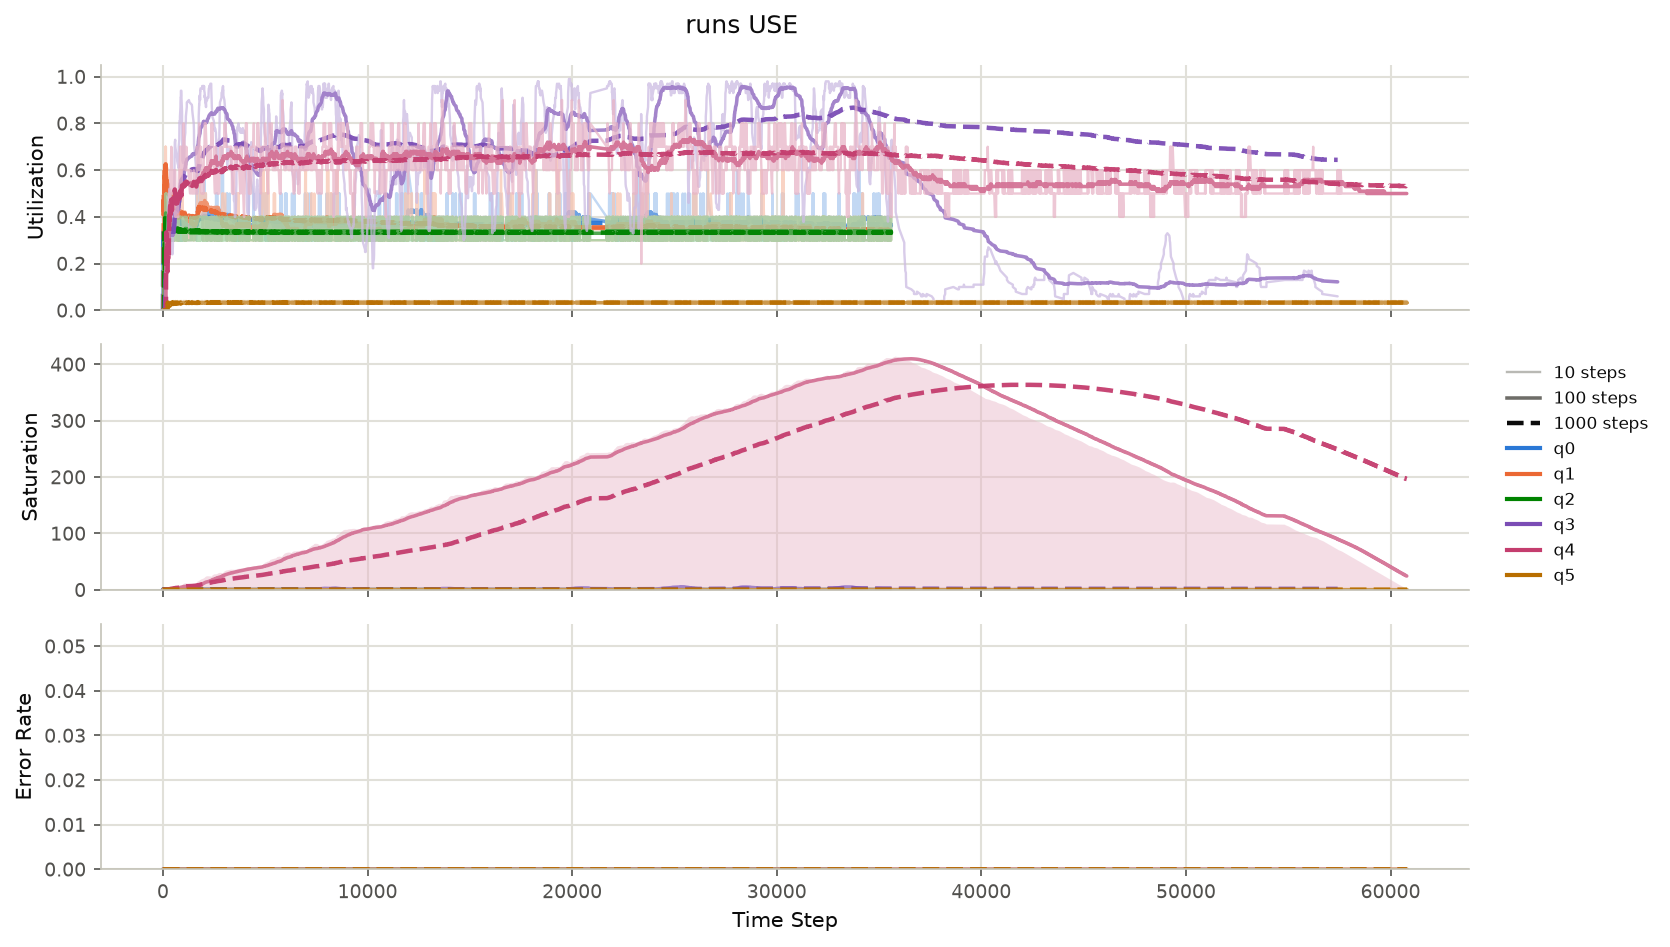 runs USE
1.0
0.8
0.6
0.4
0.2
0.0
Utilization
400
300
200
100
0
Saturation
10 steps
100 steps
1000 steps
q0
q1
q2
q3
q4
q5
0.05
0.04
0.03
0.02
0.01
0.00
Error Rate
0 10000 20000 30000 40000 50000 60000
Time Step